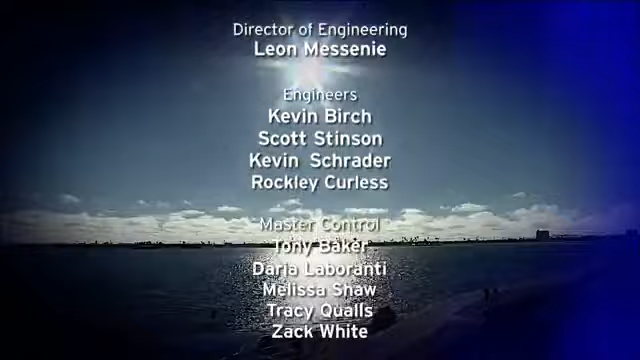 Director of Engineering
Leon Messenie
Engineers
Kevin Birch
Scott Stinson
Kevin Schrader
Rockley Curless
Master Control
Tony Baker
Daria Laboranti
Melissa Shaw
Tracy Qualls
Zack White